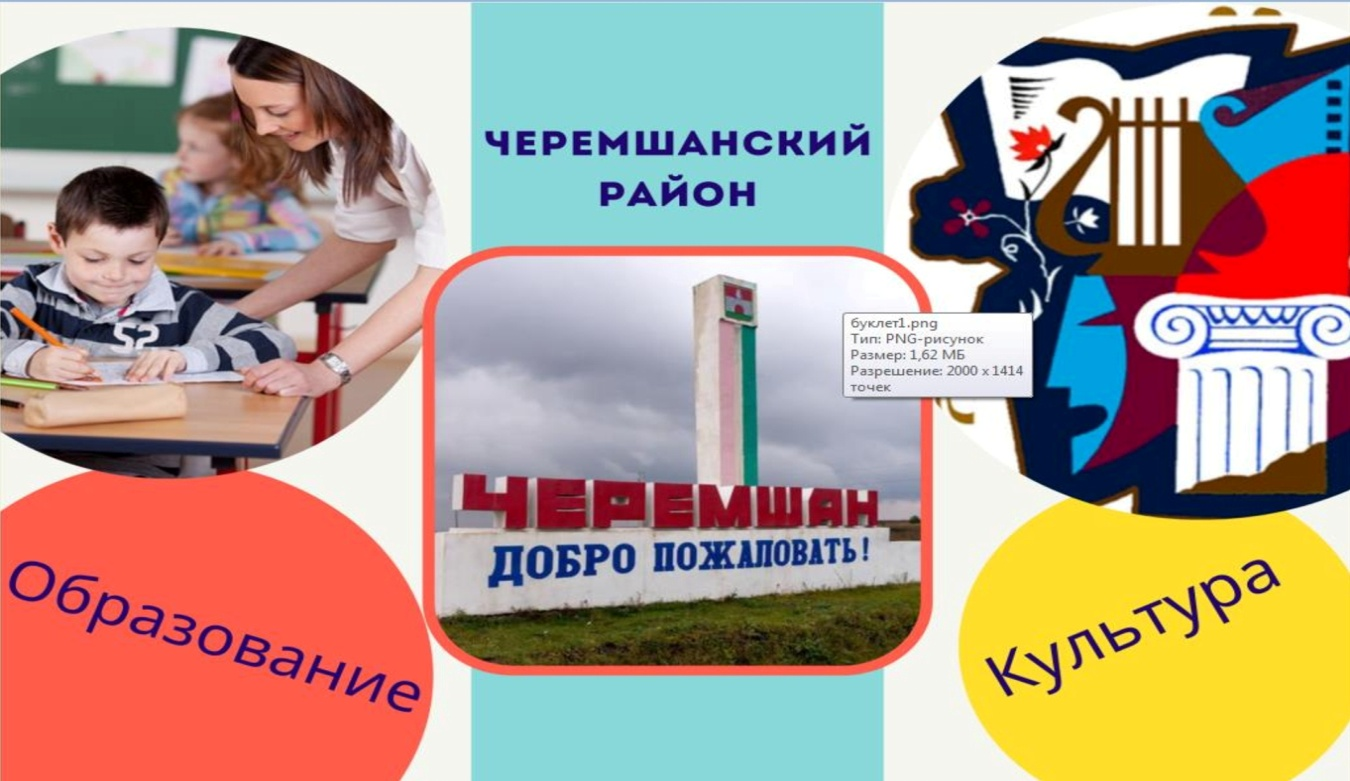 ЧЕРЕМШАНСКИЙ
РАЙОН
буклет1.png
Тип: PNG-рисунок
Размер: 1,62 МБ
Разрешение: 2000 x 1414
точек
52
ЧЕРЕМШАН
ДОБРО ПОЖАЛОВАТЬ!
Образование
Культура